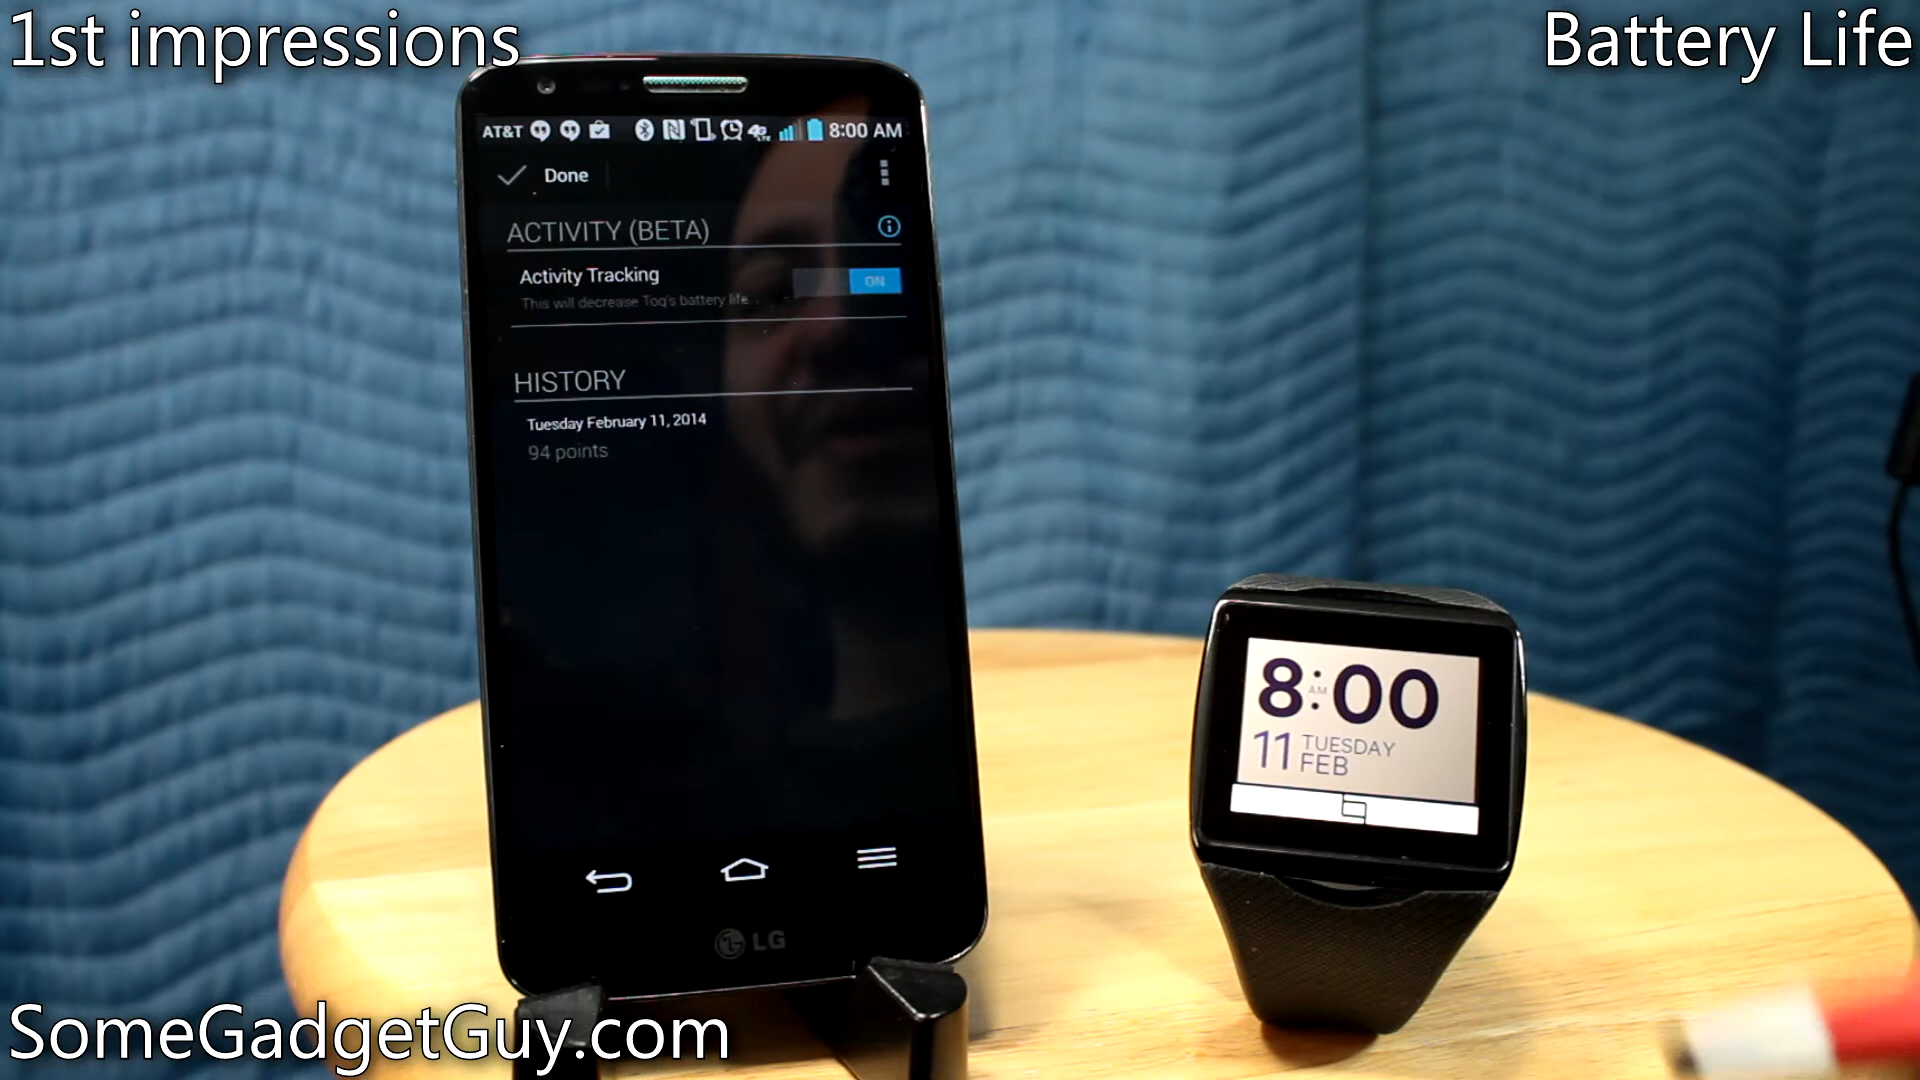 1st impressions
Battery Life
AT&T 8:00 AM
Done
ACTIVITY (BETA)
Activity Tracking
ON
This will decrease Toq's battery life.
HISTORY
Tuesday February 11, 2014
94 points
LG
8:00
AM
11 TUESDAY
FEB
SomeGadgetGuy.com